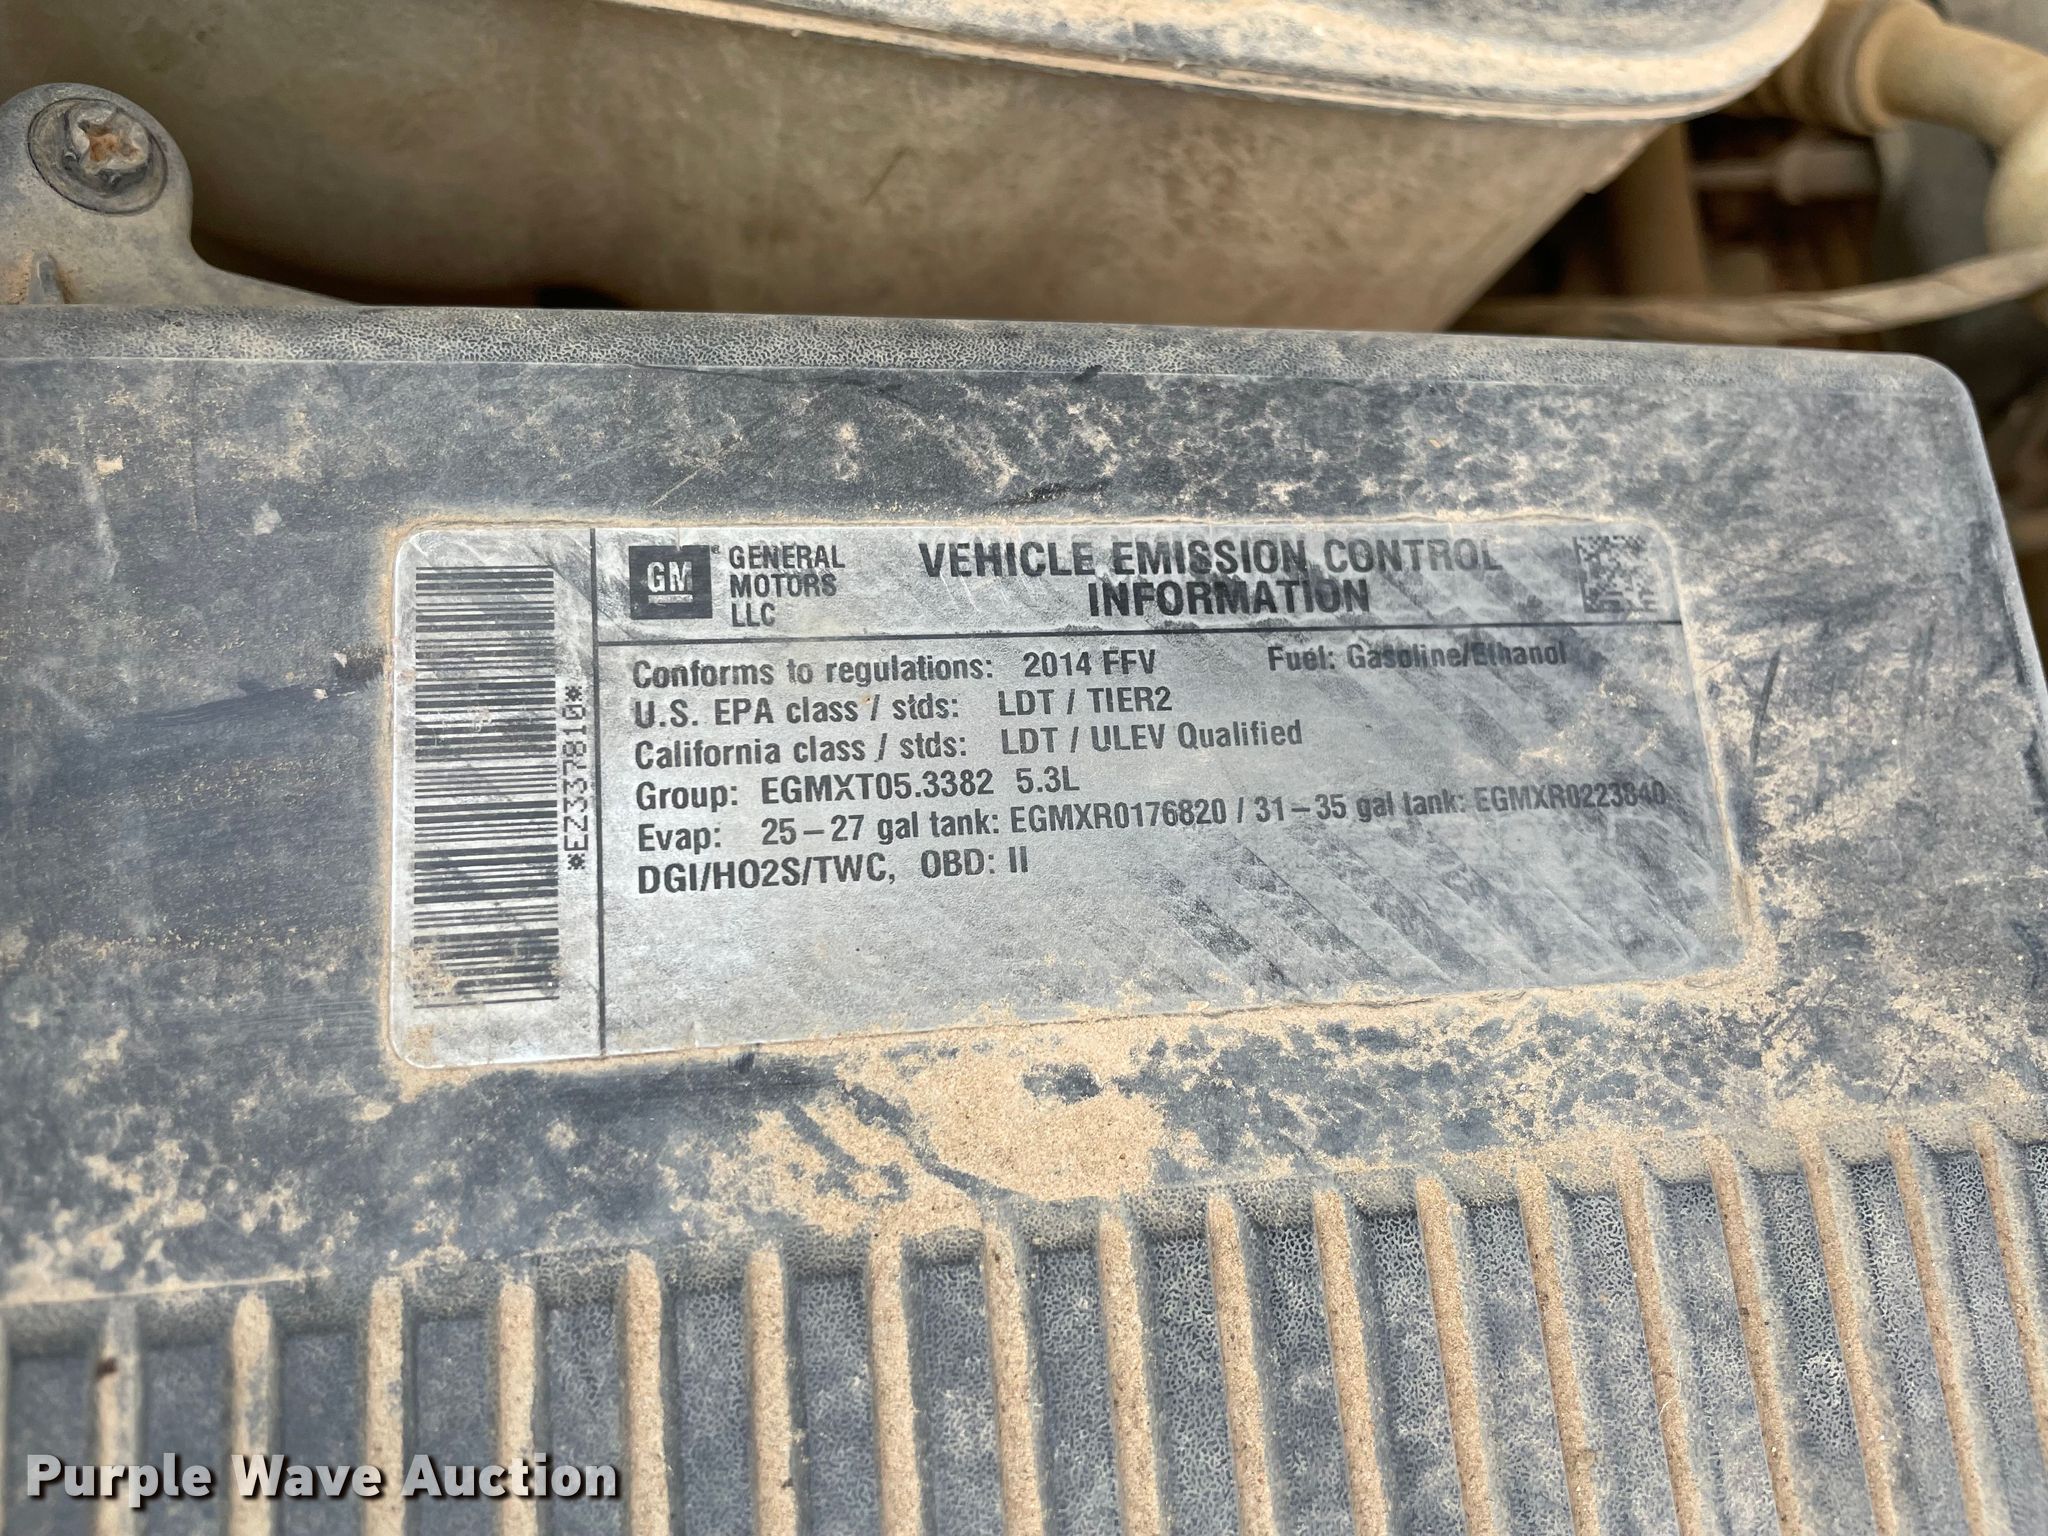 GM GENERAL MOTORS LLC
VEHICLE EMISSION CONTROL
INFORMATION
Conforms to regulations: 2014 FFV Fuel: Gasoline/Ethanol
U.S. EPA class / stds: LDT / TIER2
California class / stds: LDT / ULEV Qualified
Group: EGMXT05.3382 5.3L
Evap: 25–27 gal tank: EGMXR0176820 / 31–35 gal tank: EGMXR0223840
DGI/HO2S/TWC, OBD: II
*EZ337810*
Purple Wave Auction